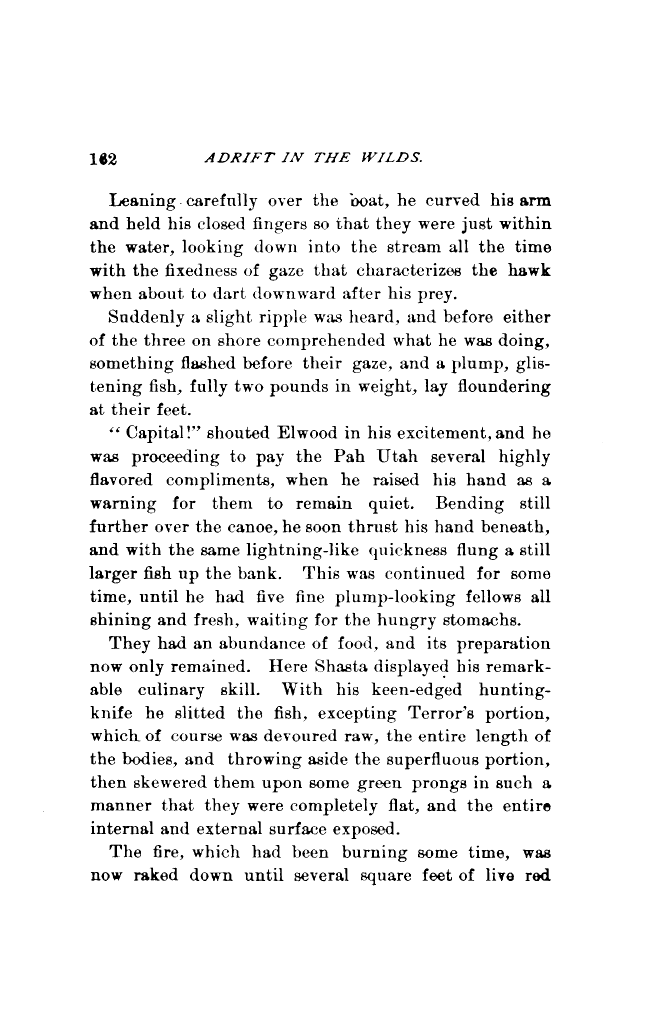 162 ADRIFT IN THE WILDS.
Leaning carefully over the boat, he curved his arm
and held his closed fingers so that they were just within
the water, looking down into the stream all the time
with the fixedness of gaze that characterizes the hawk
when about to dart downward after his prey.
Suddenly a slight ripple was heard, and before either
of the three on shore comprehended what he was doing,
something flashed before their gaze, and a plump, glis-
tening fish, fully two pounds in weight, lay floundering
at their feet.
“ Capital!” shouted Elwood in his excitement, and he
was proceeding to pay the Pah Utah several highly
flavored compliments, when he raised his hand as a
warning for them to remain quiet. Bending still
further over the canoe, he soon thrust his hand beneath,
and with the same lightning-like quickness flung a still
larger fish up the bank. This was continued for some
time, until he had five fine plump-looking fellows all
shining and fresh, waiting for the hungry stomachs.
They had an abundance of food, and its preparation
now only remained. Here Shasta displayed his remark-
able culinary skill. With his keen-edged hunting-
knife he slitted the fish, excepting Terror's portion,
which of course was devoured raw, the entire length of
the bodies, and throwing aside the superfluous portion,
then skewered them upon some green prongs in such a
manner that they were completely flat, and the entire
internal and external surface exposed.
The fire, which had been burning some time, was
now raked down until several square feet of live red